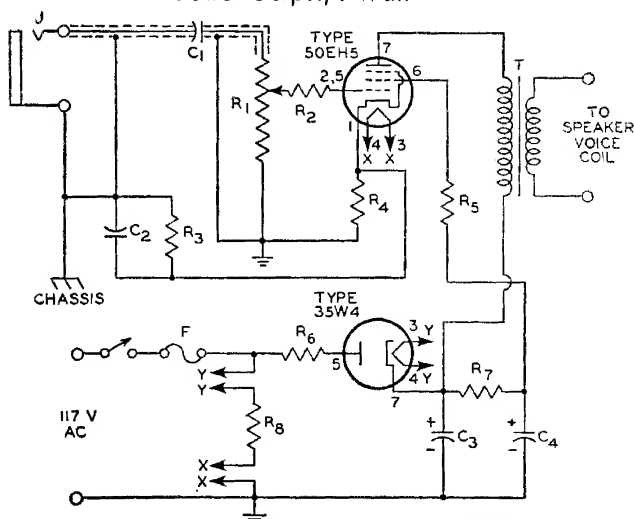 J
C1
TYPE
50EH5
7
6
2,5
R1
R2
1
4
3
X
X
T
TO
SPEAKER
VOICE
COIL
C2
R3
R4
R5
CHASSIS
TYPE
35W4
F
R6
5
3
Y
4
Y
7
R7
Y
Y
117 V
AC
R8
X
X
+
-
C3
+
-
C4